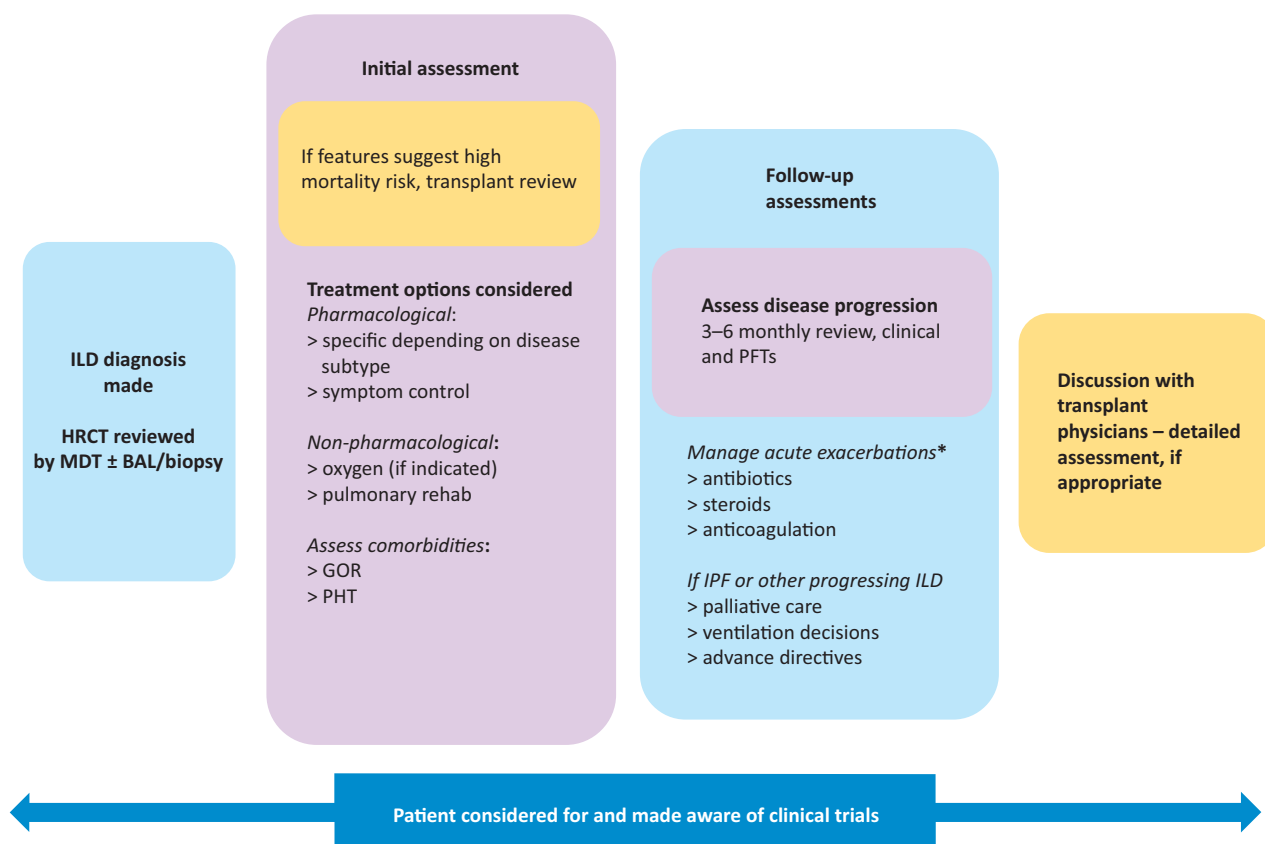 ILD diagnosis
made
HRCT reviewed
by MDT ± BAL/biopsy
Initial assessment
If features suggest high
mortality risk, transplant review
Treatment options considered
Pharmacological:
> specific depending on disease
subtype
> symptom control
Non-pharmacological:
> oxygen (if indicated)
> pulmonary rehab
Assess comorbidities:
> GOR
> PHT
Follow-up
assessments
Assess disease progression
3–6 monthly review, clinical
and PFTs
Manage acute exacerbations*
> antibiotics
> steroids
> anticoagulation
If IPF or other progressing ILD
> palliative care
> ventilation decisions
> advance directives
Discussion with
transplant
physicians – detailed
assessment, if
appropriate
Patient considered for and made aware of clinical trials